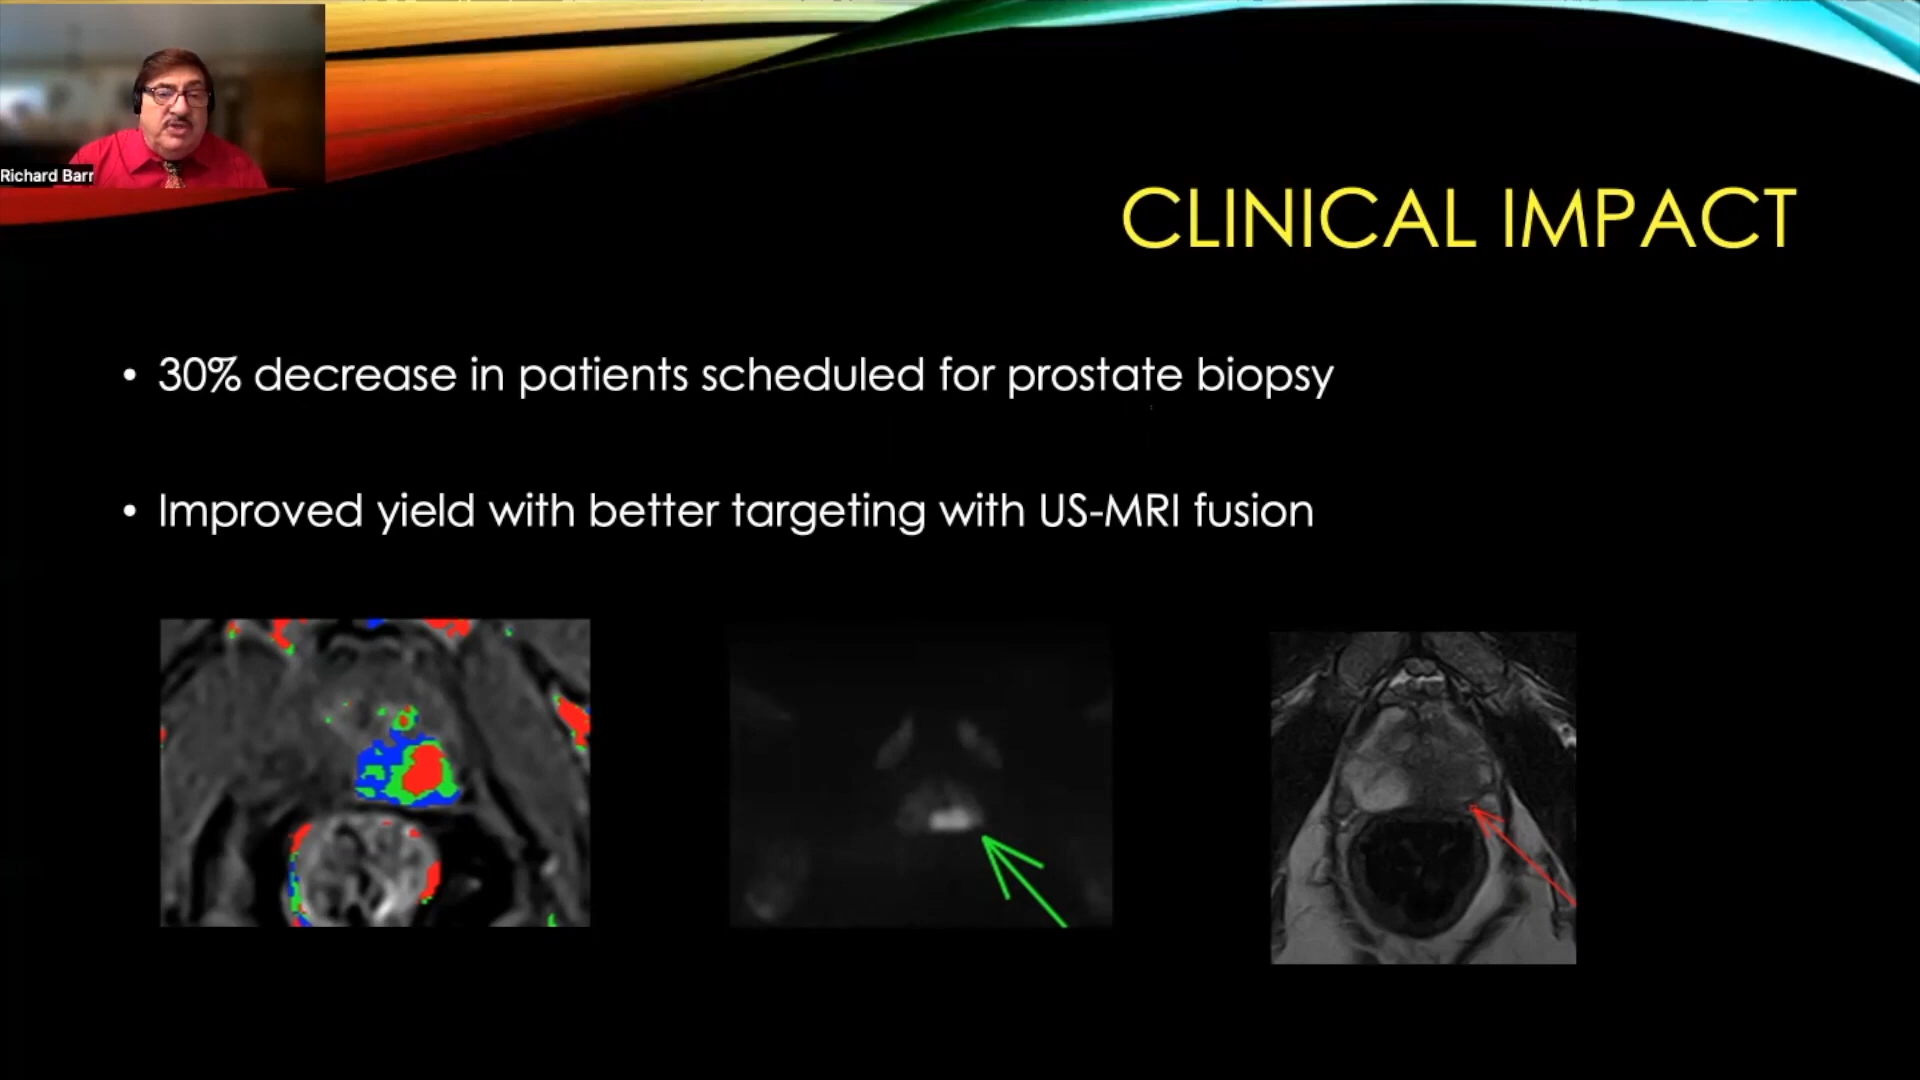 Richard Barr
CLINICAL IMPACT
• 30% decrease in patients scheduled for prostate biopsy
• Improved yield with better targeting with US-MRI fusion